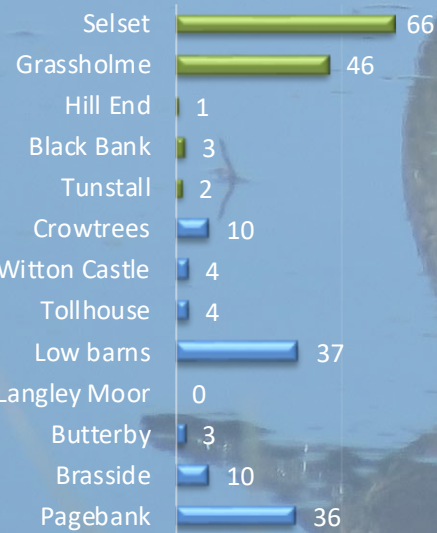 Selset 66
Grassholme 46
Hill End 1
Black Bank 3
Tunstall 2
Crowtrees 10
Witton Castle 4
Tollhouse 4
Low barns 37
Langley Moor 0
Butterby 3
Brasside 10
Pagebank 36